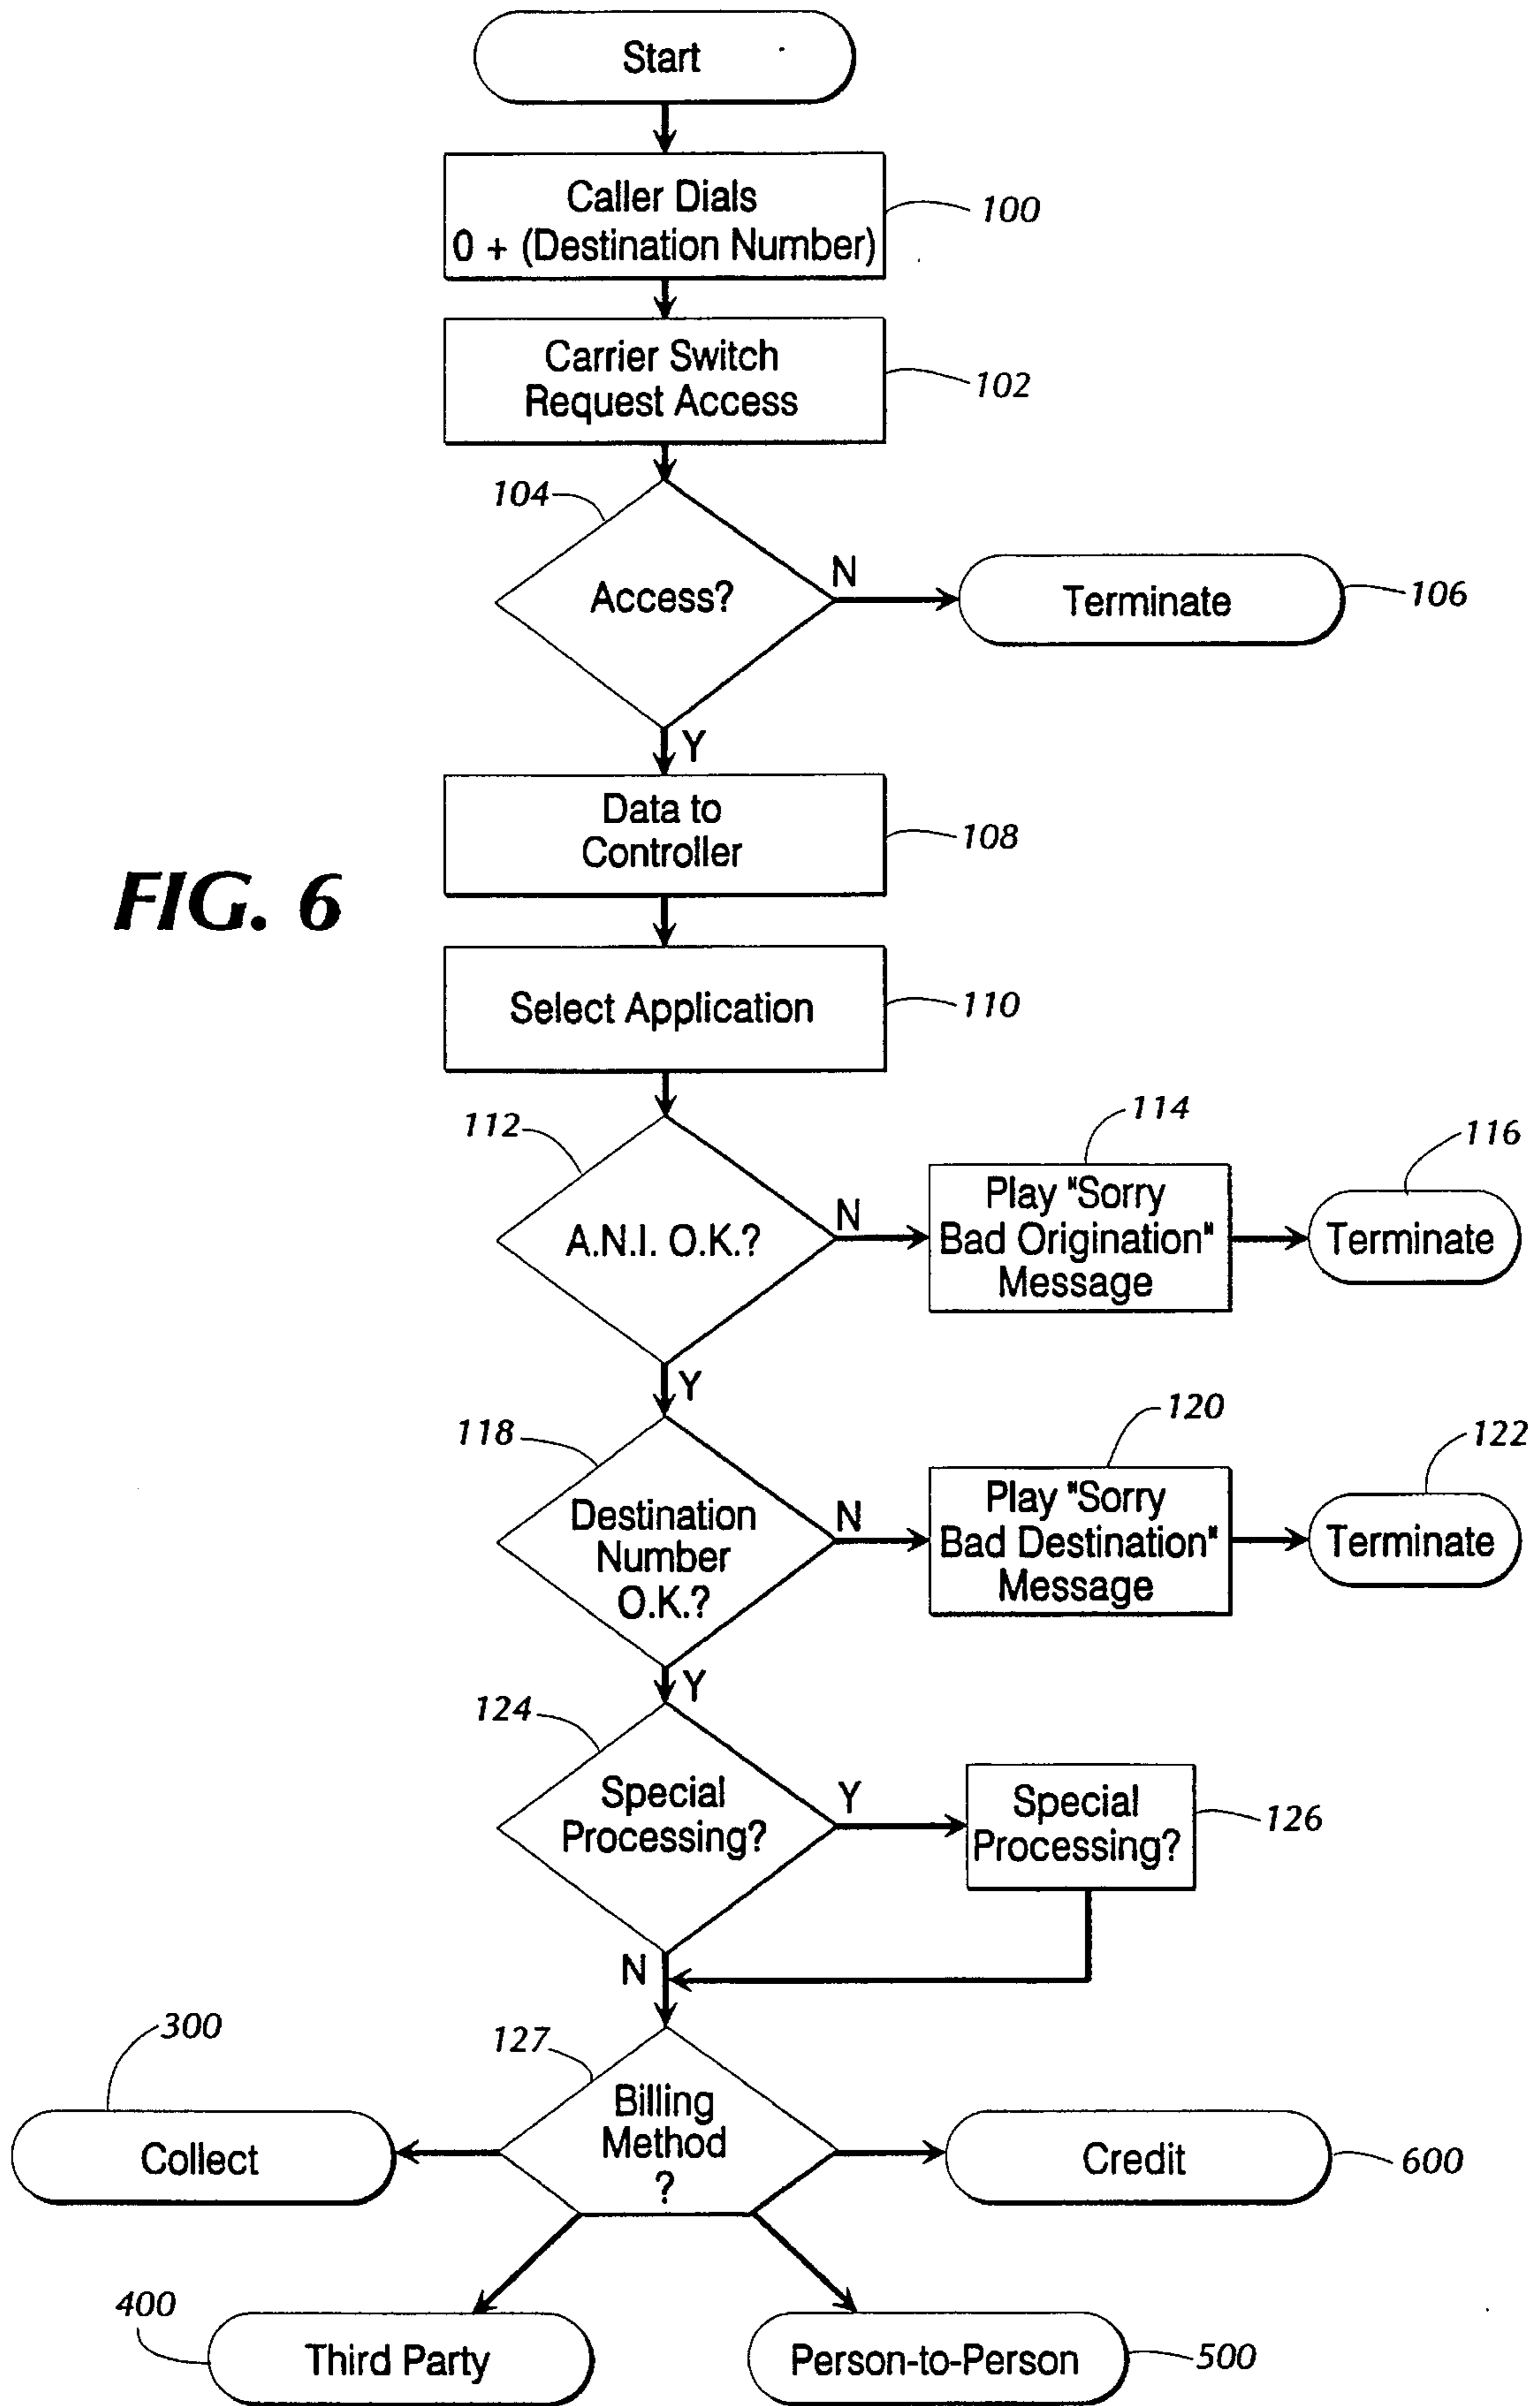 Start
Caller Dials
0 + (Destination Number)
100
Carrier Switch
Request Access
102
104
Access?
N
Terminate
106
Y
Data to
Controller
108
FIG. 6
Select Application
110
112
A.N.I. O.K.?
N
114
Play "Sorry
Bad Origination"
Message
116
Terminate
Y
118
Destination
Number
O.K.?
N
120
Play "Sorry
Bad Destination"
Message
122
Terminate
Y
124
Special
Processing?
Y
Special
Processing?
126
N
300
127
Billing
Method
?
Collect
Credit
600
400
Third Party
Person-to-Person
500